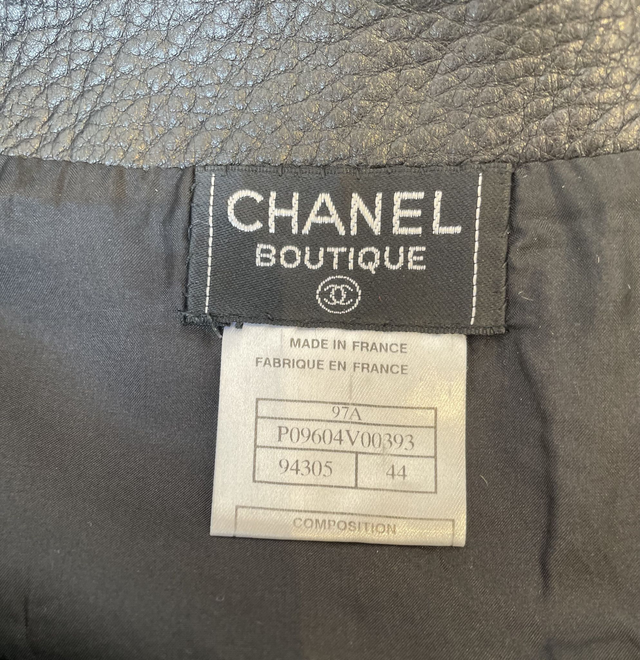 CHANEL
BOUTIQUE
MADE IN FRANCE
FABRIQUE EN FRANCE
97A
P09604V00393
94305 44
COMPOSITION